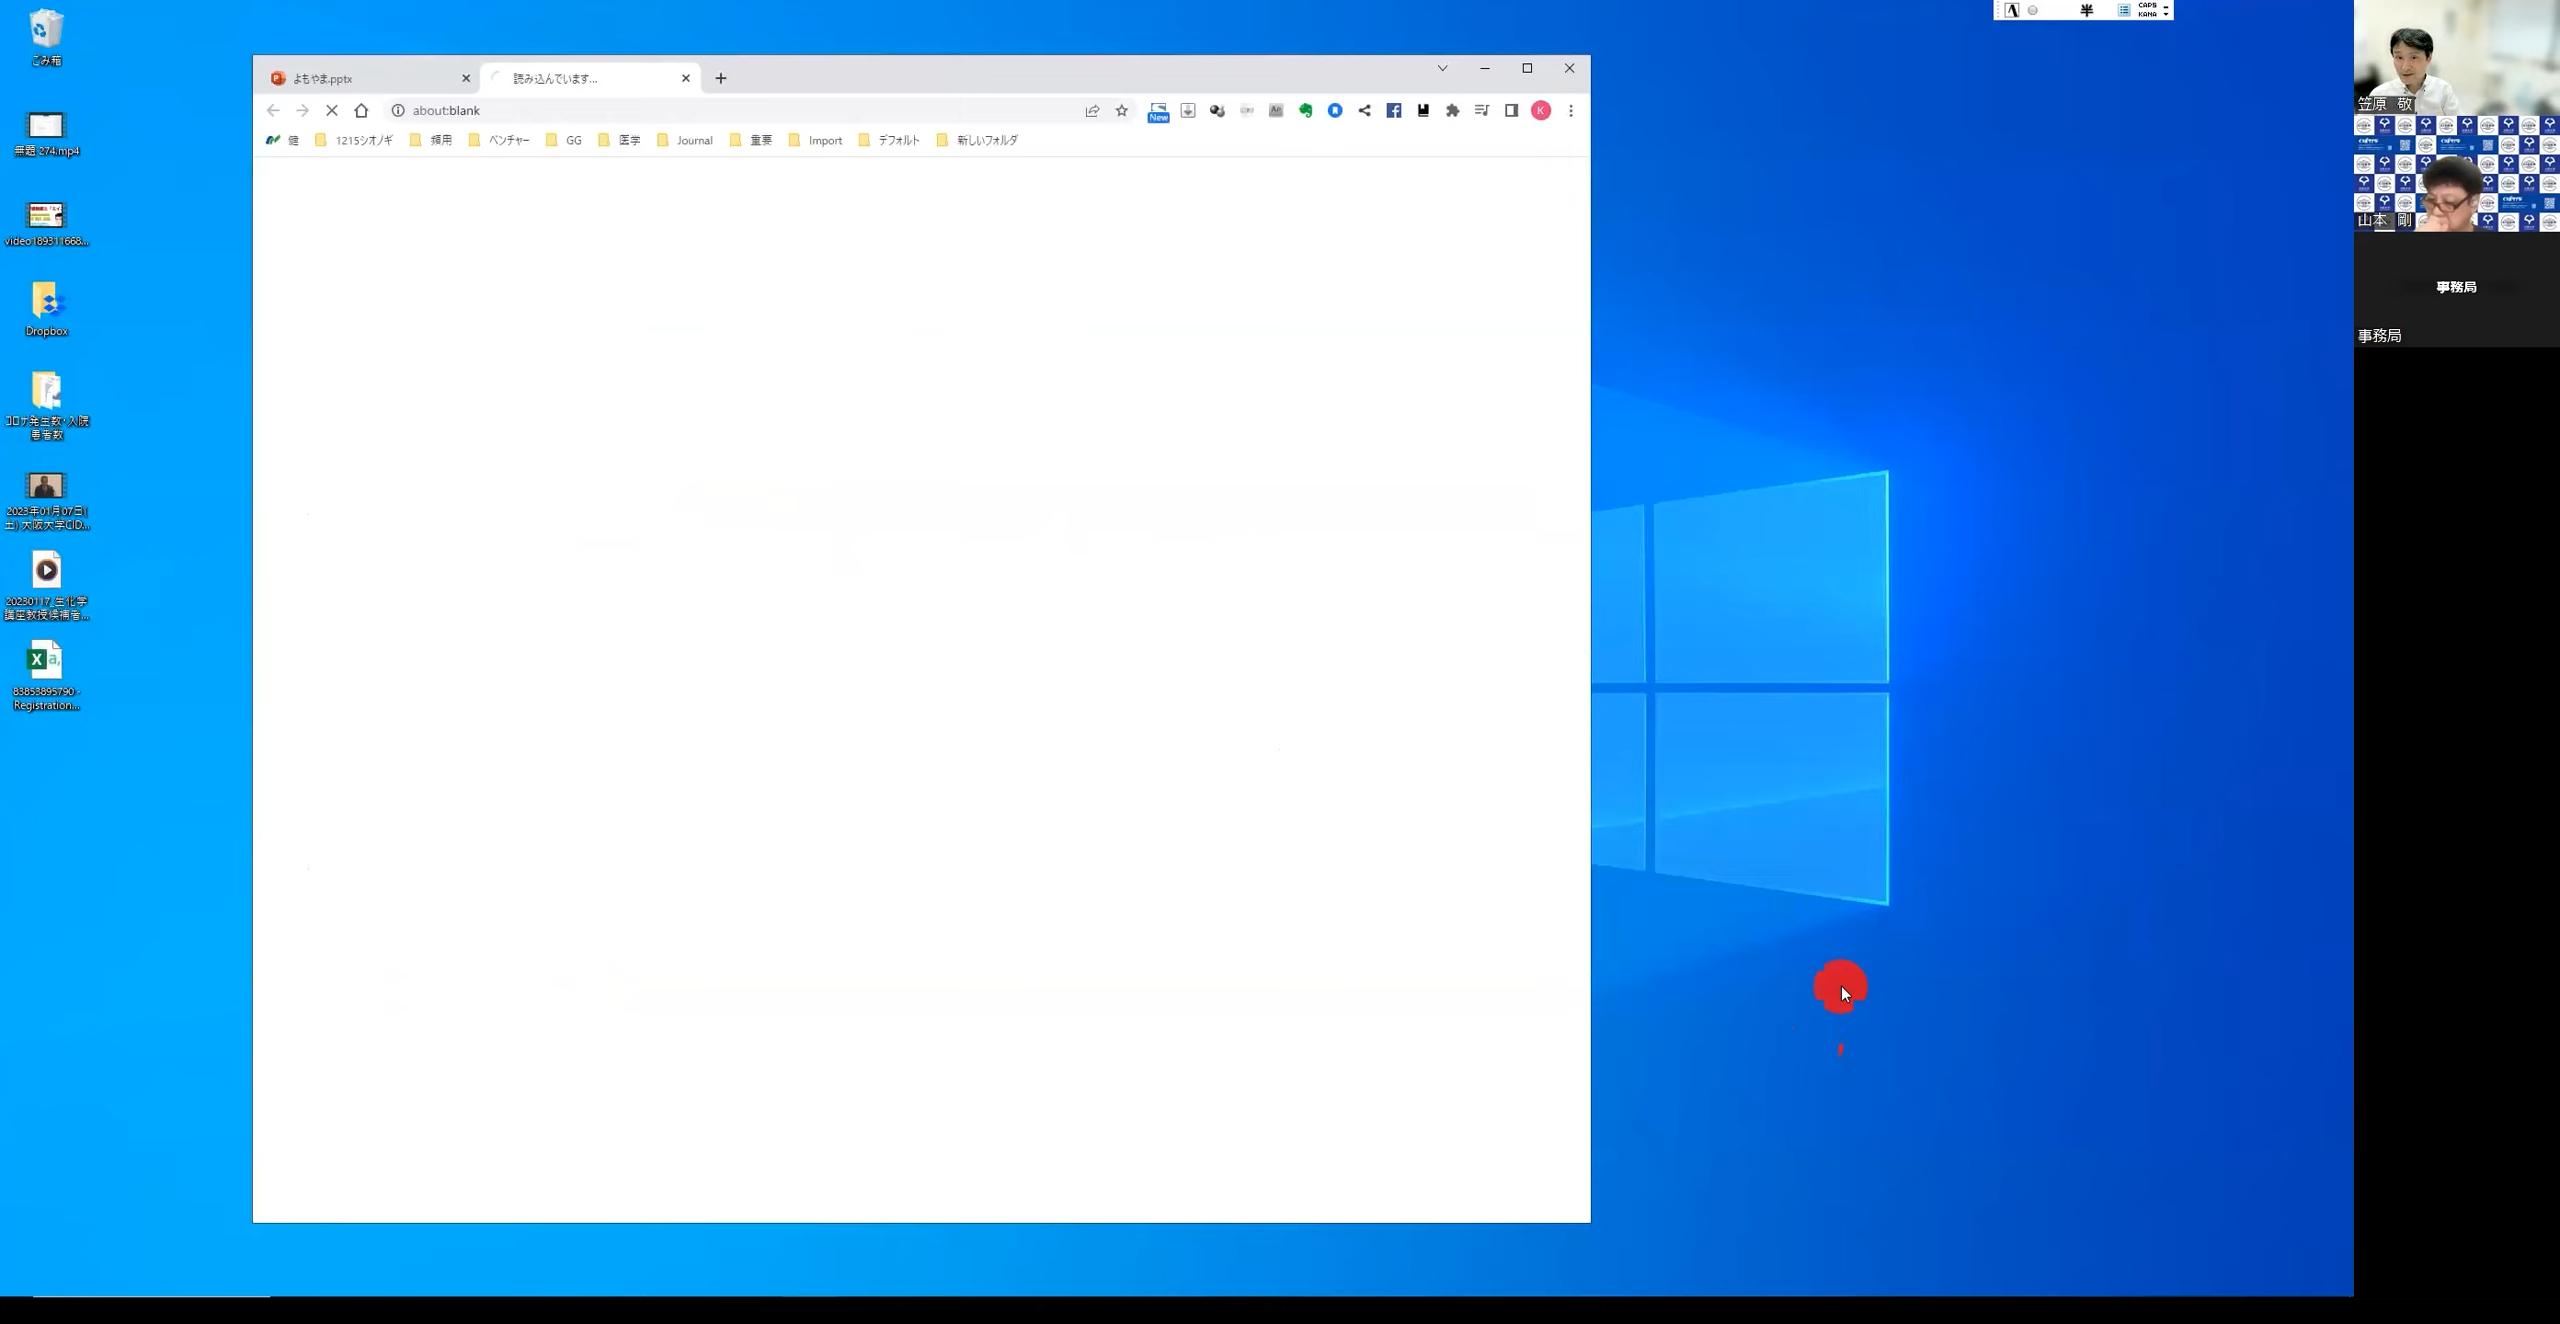 ごみ箱
無題 274.mp4
video189311668...
Dropbox
コロナ発生数・入院
患者数
2023年01月07日(
土) 大阪大学CID...
20230117_生化学
講座教授候補者...
83853895790 -
Registration...
よもやま.pptx
読み込んでいます...
about:blank
New
K
健
1215シオノギ
頻用
ベンチャー
GG
医学
Journal
重要
Import
デフォルト
新しいフォルダ
A
半
CAPS
KANA
笠原 敬
山本 剛
事務局
事務局